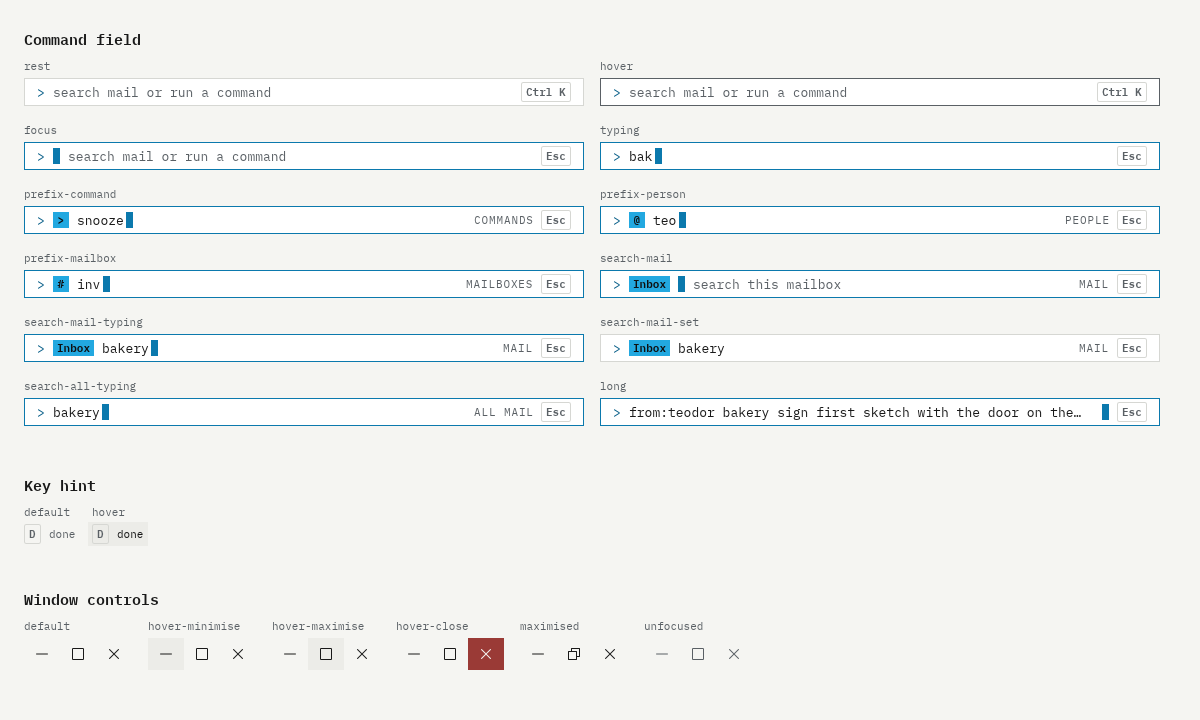 Command field
rest
hover
> search mail or run a command Ctrl K
> search mail or run a command Ctrl K
focus
typing
> search mail or run a command Esc
> bak Esc
prefix-command
prefix-person
> > snooze COMMANDS Esc
> @ teo PEOPLE Esc
prefix-mailbox
search-mail
> # inv MAILBOXES Esc
> Inbox search this mailbox MAIL Esc
search-mail-typing
search-mail-set
> Inbox bakery MAIL Esc
> Inbox bakery MAIL Esc
search-all-typing
long
> bakery ALL MAIL Esc
> from:teodor bakery sign first sketch with the door on the… Esc
Key hint
default hover
D done D done
Window controls
default hover-minimise hover-maximise hover-close maximised unfocused